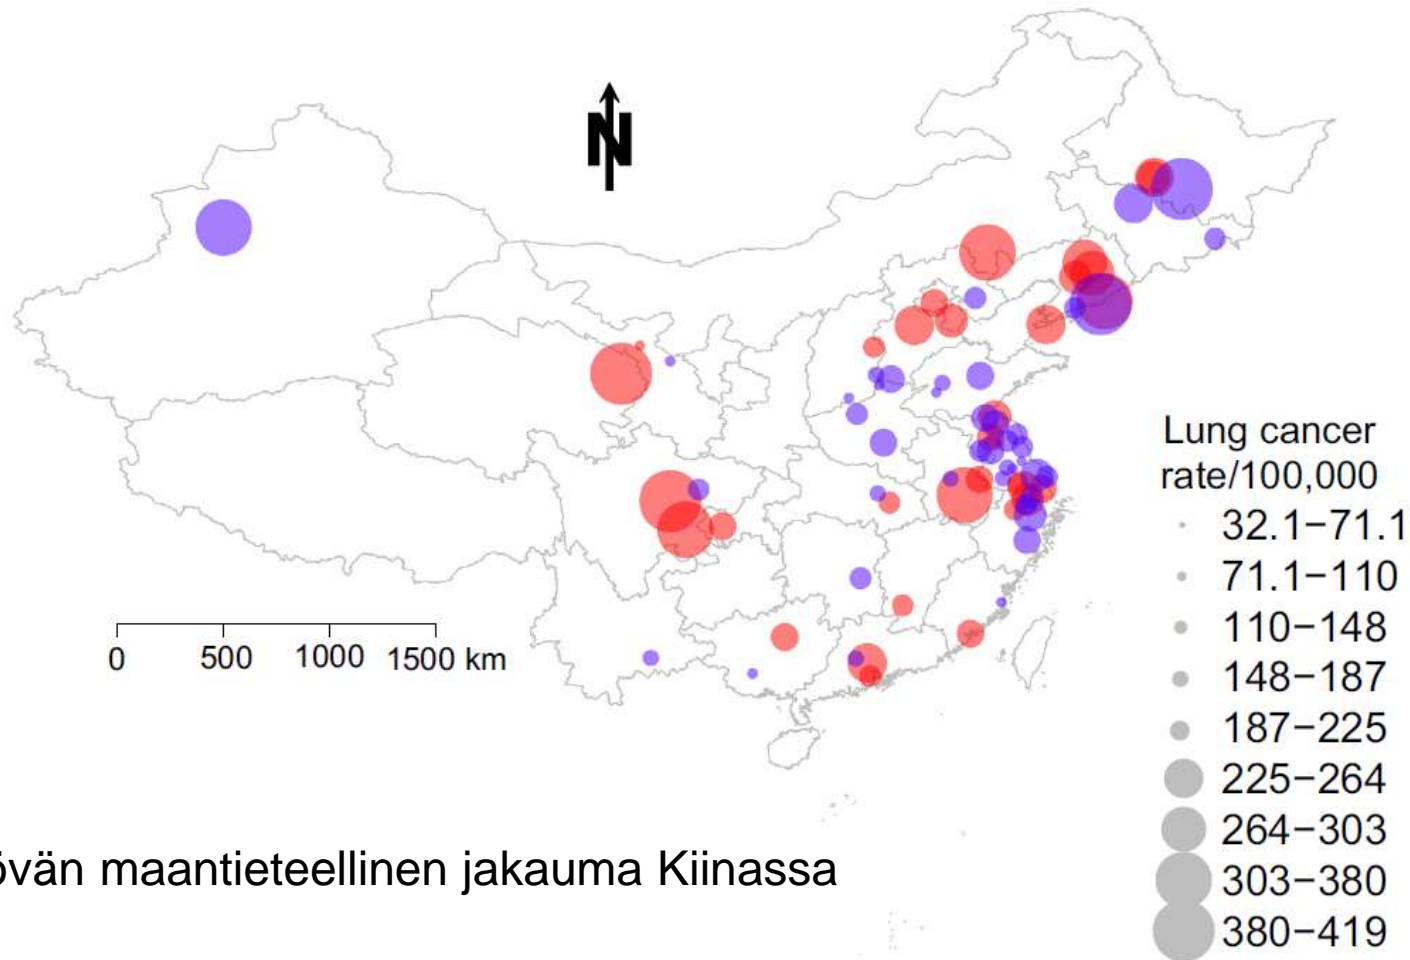 N
Lung cancer
rate/100,000
32.1−71.1
71.1−110
110−148
148−187
187−225
225−264
264−303
303−380
380−419
0 500 1000 1500 km
maantieteellinen jakauma Kiinassa